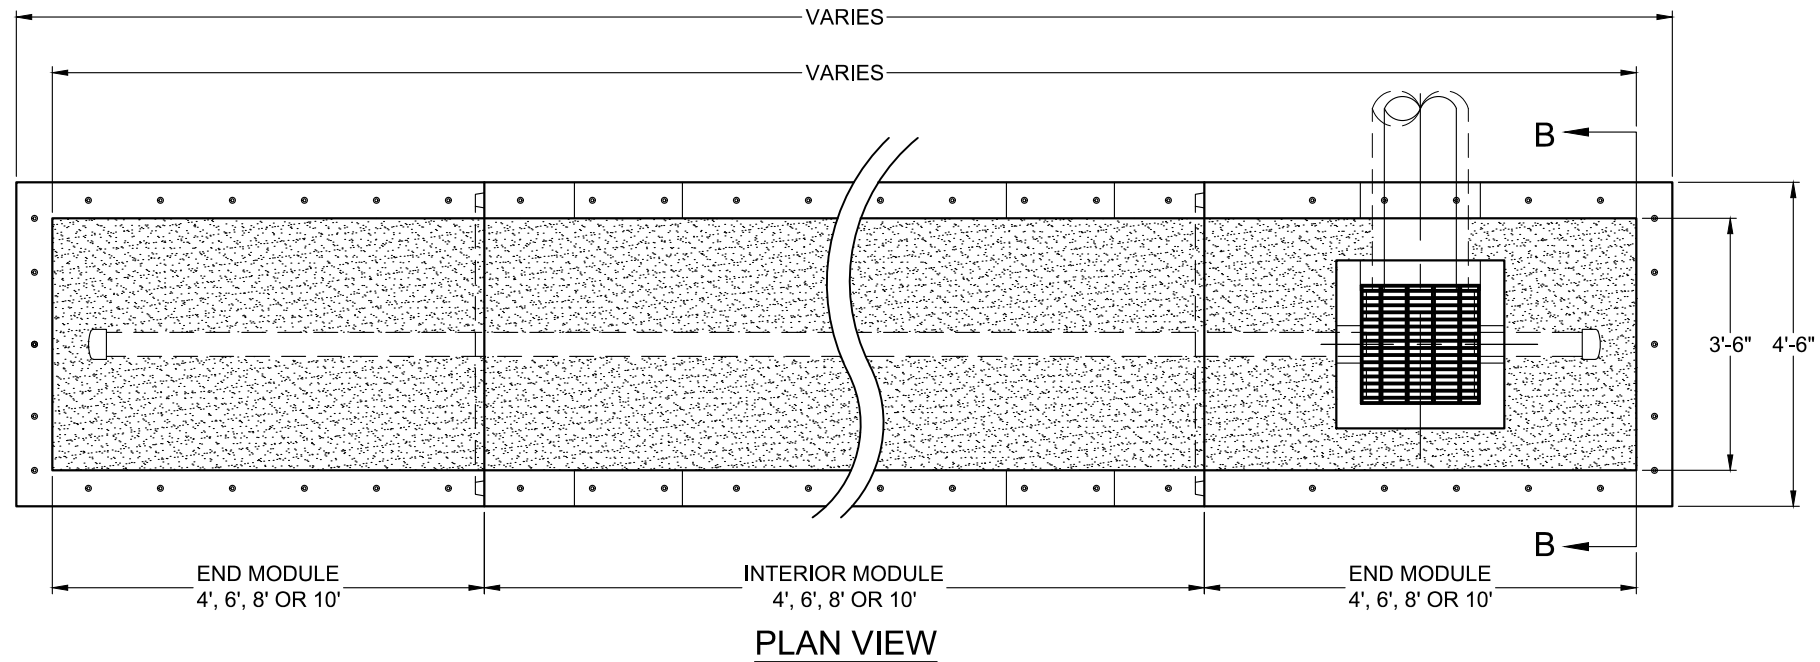 VARIES
VARIES
B
3'-6" 4'-6"
B
END MODULE
4', 6', 8' OR 10'
INTERIOR MODULE
4', 6', 8' OR 10'
END MODULE
4', 6', 8' OR 10'
PLAN VIEW